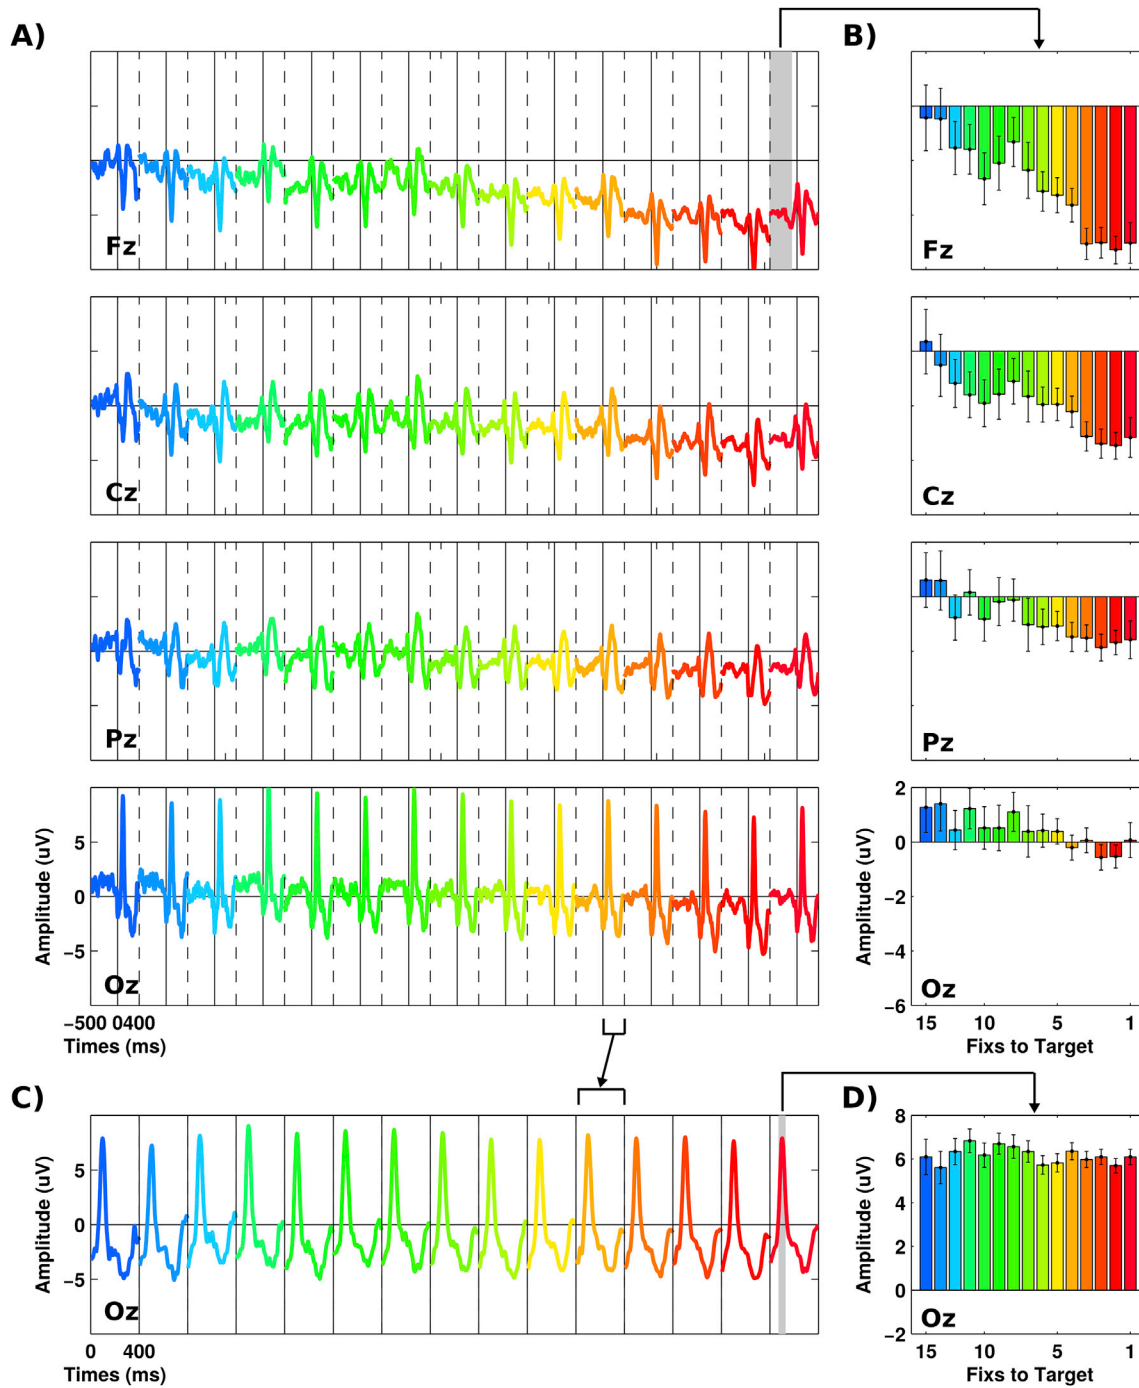 A)
B)
Fz
Fz
Cz
Cz
Pz
Pz
Amplitude (uV)
5
0
−5
Oz
−500 0 400
Times (ms)
Amplitude (uV)
2
0
−2
−4
−6
Oz
15 10 5 1
Fixs to Target
C)
D)
Amplitude (uV)
5
0
−5
Oz
0 400
Times (ms)
Amplitude (uV)
8
6
4
2
0
−2
Oz
15 10 5 1
Fixs to Target